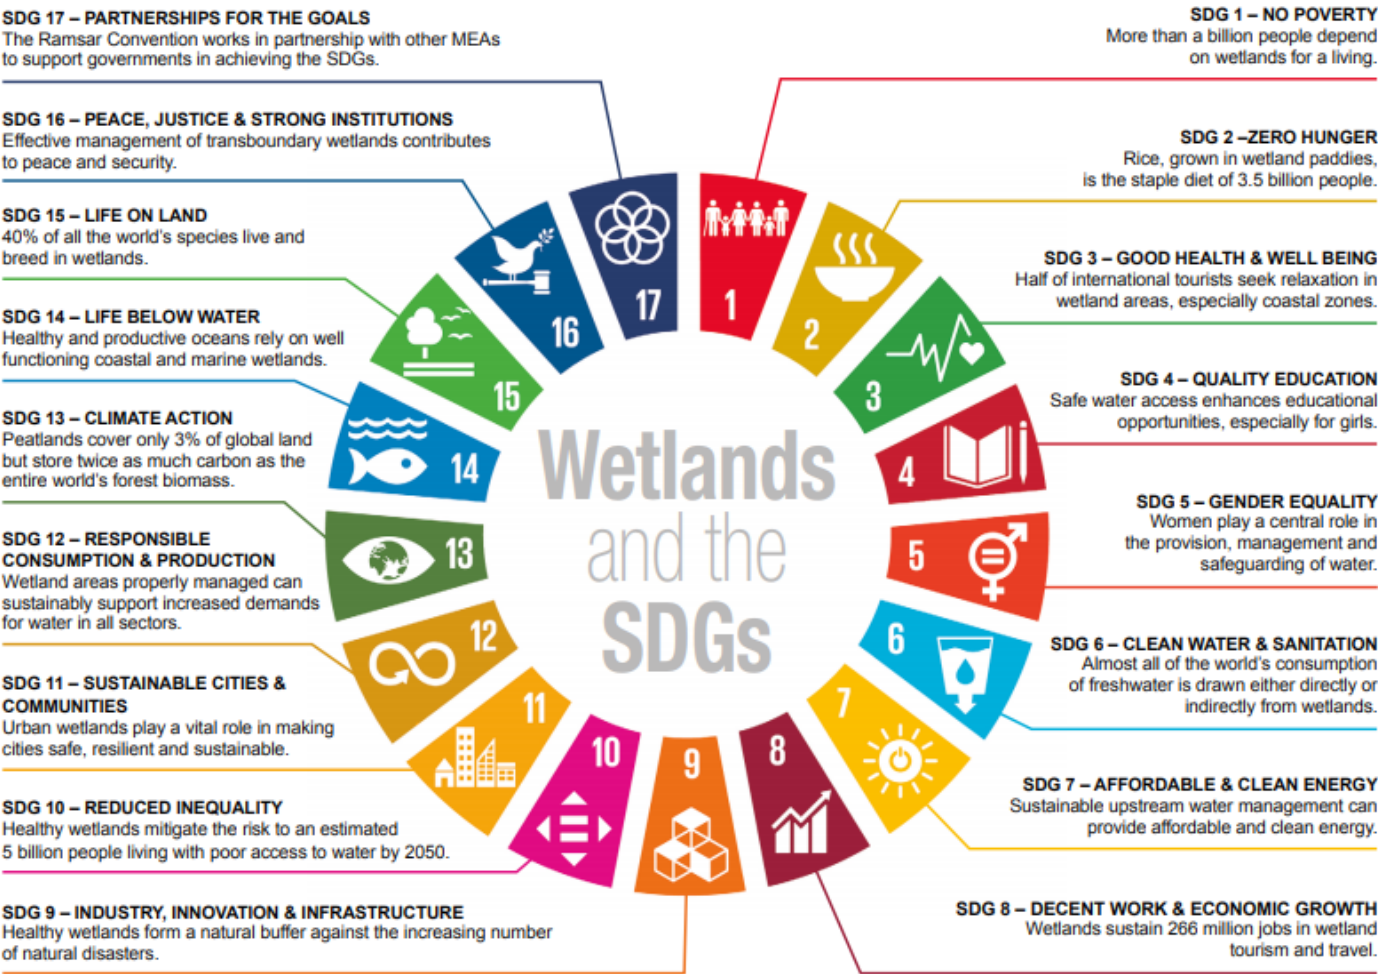 SDG 17 – PARTNERSHIPS FOR THE GOALS
The Ramsar Convention works in partnership with other MEAs
to support governments in achieving the SDGs.
SDG 16 – PEACE, JUSTICE & STRONG INSTITUTIONS
Effective management of transboundary wetlands contributes
to peace and security.
SDG 15 – LIFE ON LAND
40% of all the world's species live and
breed in wetlands.
SDG 14 – LIFE BELOW WATER
Healthy and productive oceans rely on well
functioning coastal and marine wetlands.
SDG 13 – CLIMATE ACTION
Peatlands cover only 3% of global land
but store twice as much carbon as the
entire world's forest biomass.
SDG 12 – RESPONSIBLE
CONSUMPTION & PRODUCTION
Wetland areas properly managed can
sustainably support increased demands
for water in all sectors.
SDG 11 – SUSTAINABLE CITIES &
COMMUNITIES
Urban wetlands play a vital role in making
cities safe, resilient and sustainable.
SDG 10 – REDUCED INEQUALITY
Healthy wetlands mitigate the risk to an estimated
5 billion people living with poor access to water by 2050.
SDG 9 – INDUSTRY, INNOVATION & INFRASTRUCTURE
Healthy wetlands form a natural buffer against the increasing number
of natural disasters.
17
16
15
14
13
12
11
10
9
Wetlands
and the
SDGs
1
2
3
4
5
6
7
8
SDG 1 – NO POVERTY
More than a billion people depend
on wetlands for a living.
SDG 2 –ZERO HUNGER
Rice, grown in wetland paddies,
is the staple diet of 3.5 billion people.
SDG 3 – GOOD HEALTH & WELL BEING
Half of international tourists seek relaxation in
wetland areas, especially coastal zones.
SDG 4 – QUALITY EDUCATION
Safe water access enhances educational
opportunities, especially for girls.
SDG 5 – GENDER EQUALITY
Women play a central role in
the provision, management and
safeguarding of water.
SDG 6 – CLEAN WATER & SANITATION
Almost all of the world's consumption
of freshwater is drawn either directly or
indirectly from wetlands.
SDG 7 – AFFORDABLE & CLEAN ENERGY
Sustainable upstream water management can
provide affordable and clean energy.
SDG 8 – DECENT WORK & ECONOMIC GROWTH
Wetlands sustain 266 million jobs in wetland
tourism and travel.